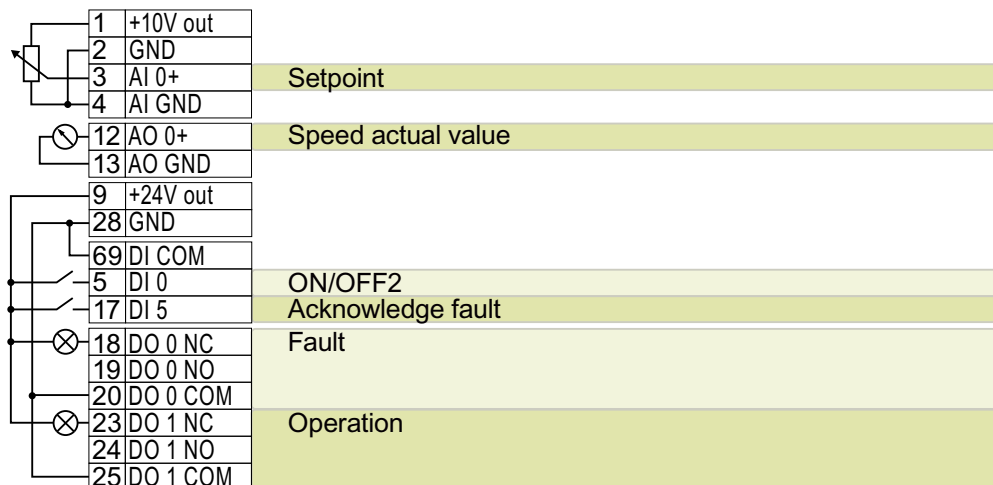 1 +10V out
2 GND
3 AI 0+ Setpoint
4 AI GND
12 AO 0+ Speed actual value
13 AO GND
9 +24V out
28 GND
69 DI COM
5 DI 0 ON/OFF2
17 DI 5 Acknowledge fault
18 DO 0 NC Fault
19 DO 0 NO
20 DO 0 COM
23 DO 1 NC Operation
24 DO 1 NO
25 DO 1 COM